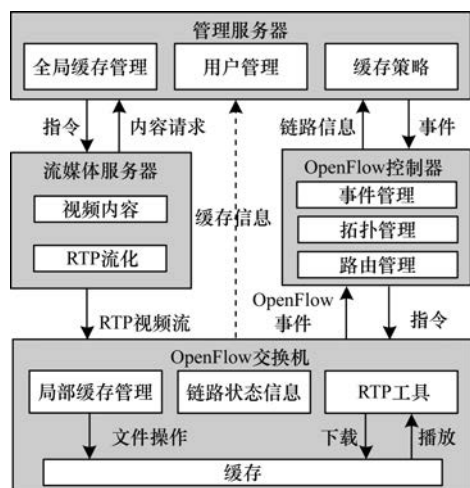 管理服务器
全局缓存管理
用户管理
缓存策略
指令
内容请求
链路信息
事件
流媒体服务器
视频内容
RTP流化
缓存信息
OpenFlow控制器
事件管理
拓扑管理
路由管理
RTP视频流
OpenFlow
事件
指令
OpenFlow交换机
局部缓存管理
链路状态信息
RTP工具
文件操作
下载
播放
缓存